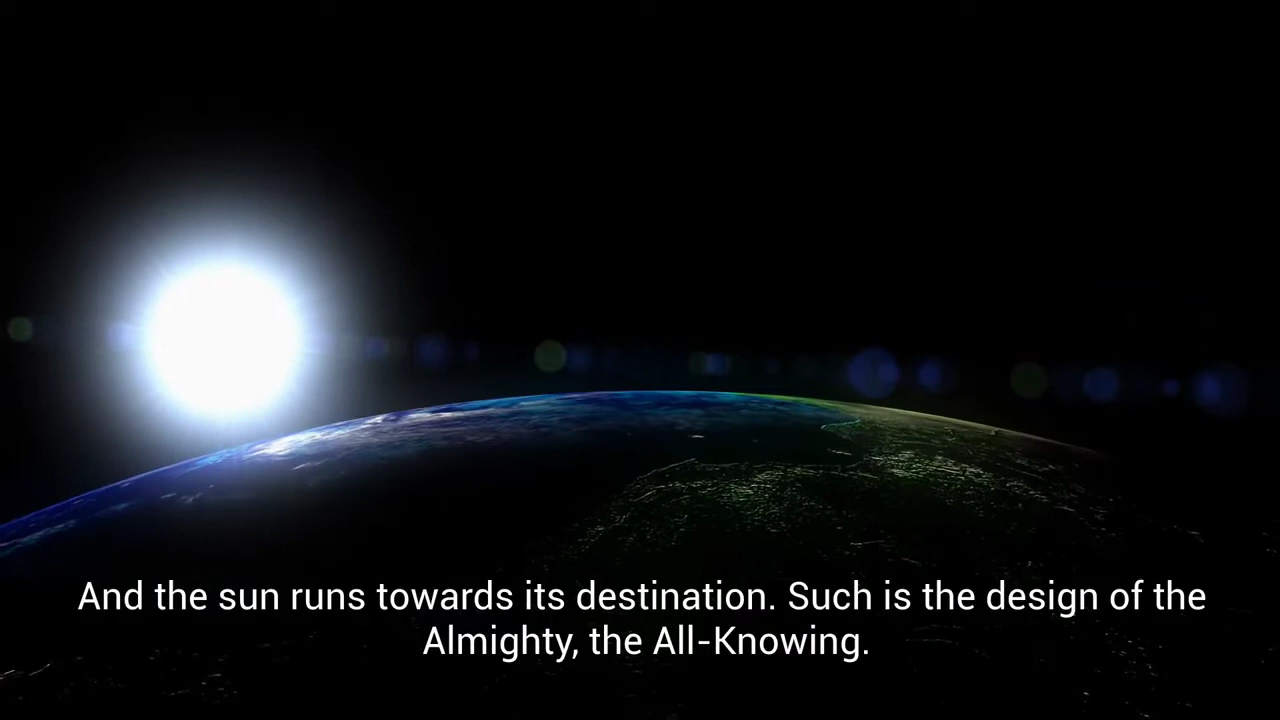 And the sun runs towards its destination. Such is the design of the
Almighty, the All-Knowing.